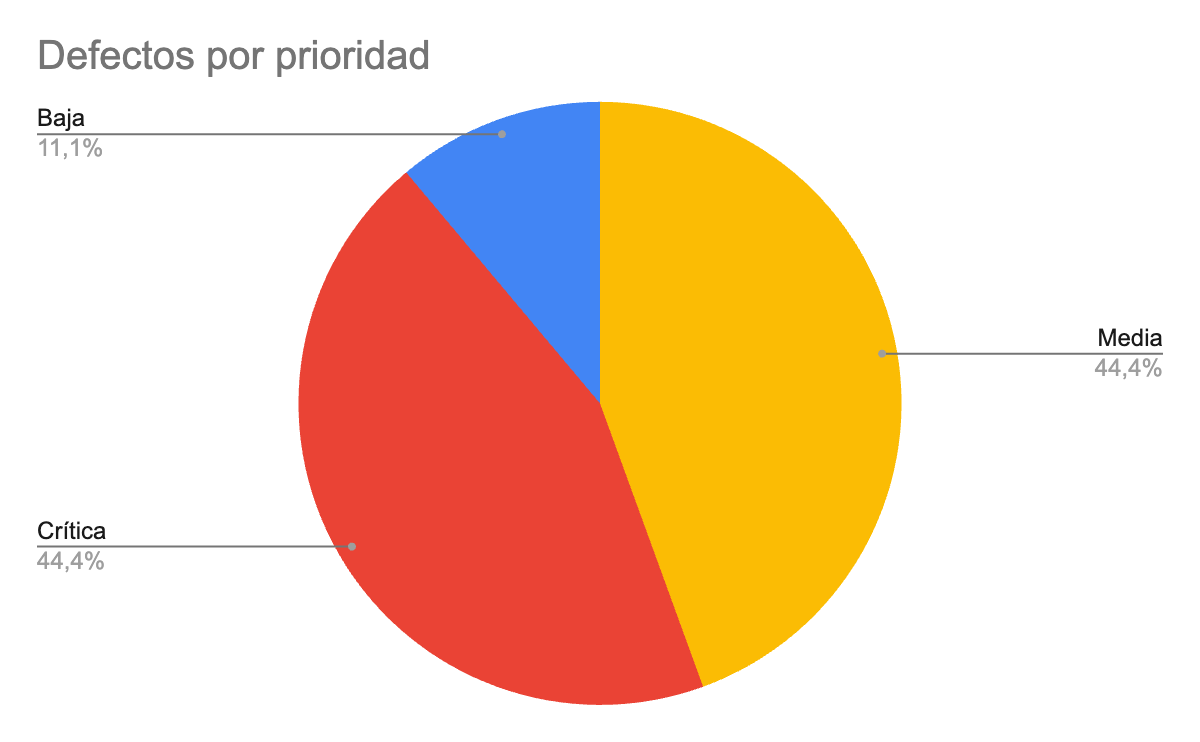 Defectos por prioridad
Baja
11,1%
Media
44,4%
Crítica
44,4%